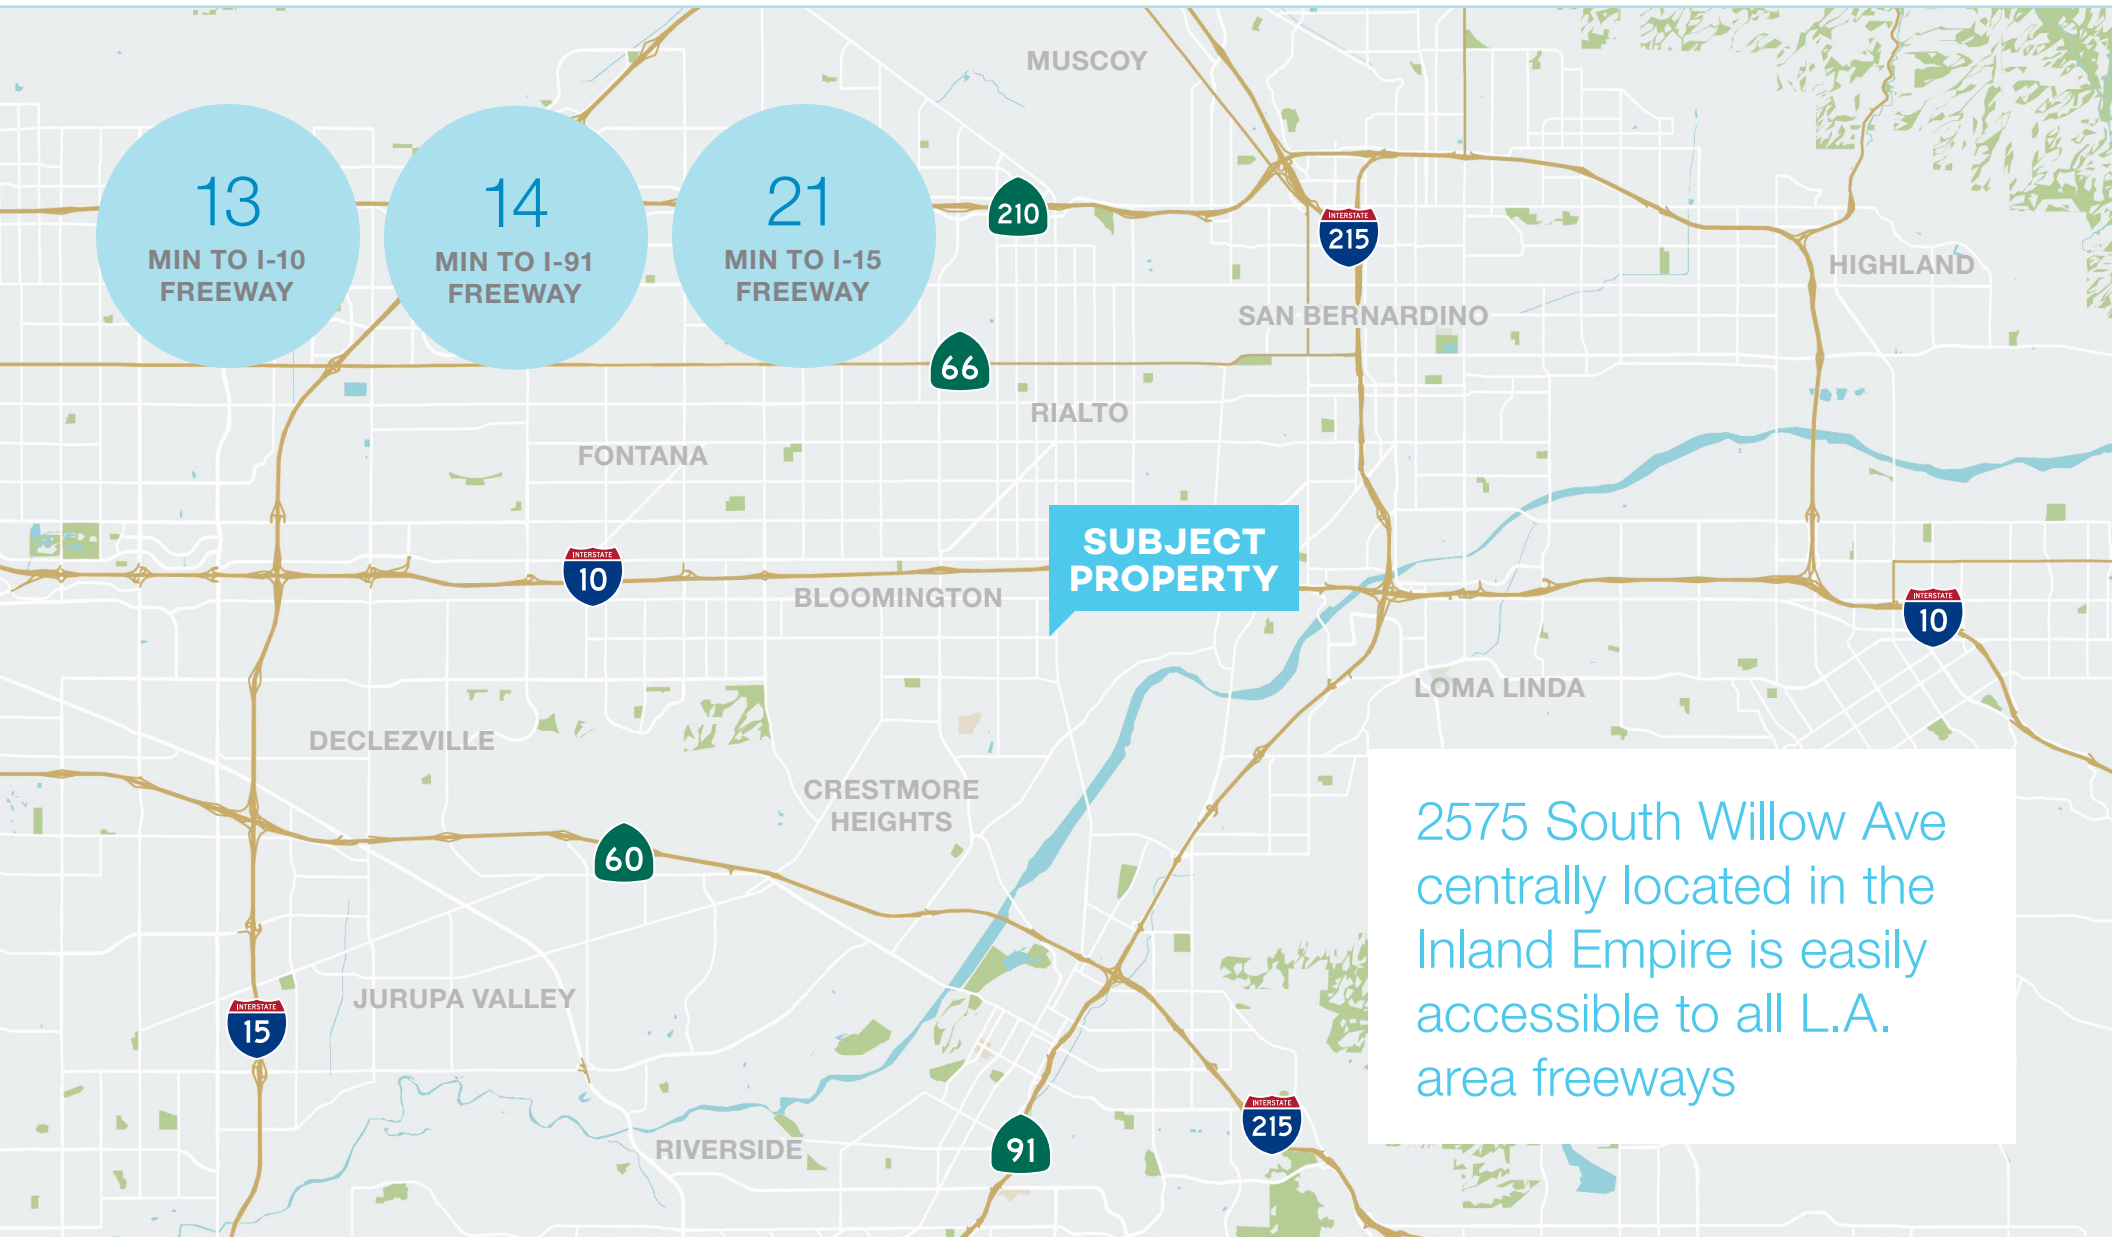 MUSCOY
13
MIN TO I-10
FREEWAY
14
MIN TO I-91
FREEWAY
21
MIN TO I-15
FREEWAY
210
INTERSTATE
215
HIGHLAND
SAN BERNARDINO
66
RIALTO
FONTANA
SUBJECT
PROPERTY
INTERSTATE
10
BLOOMINGTON
INTERSTATE
10
LOMA LINDA
DECLEZVILLE
CRESTMORE
HEIGHTS
60
2575 South Willow Ave
centrally located in the
Inland Empire is easily
accessible to all L.A.
area freeways
JURUPA VALLEY
INTERSTATE
15
RIVERSIDE
91
INTERSTATE
215